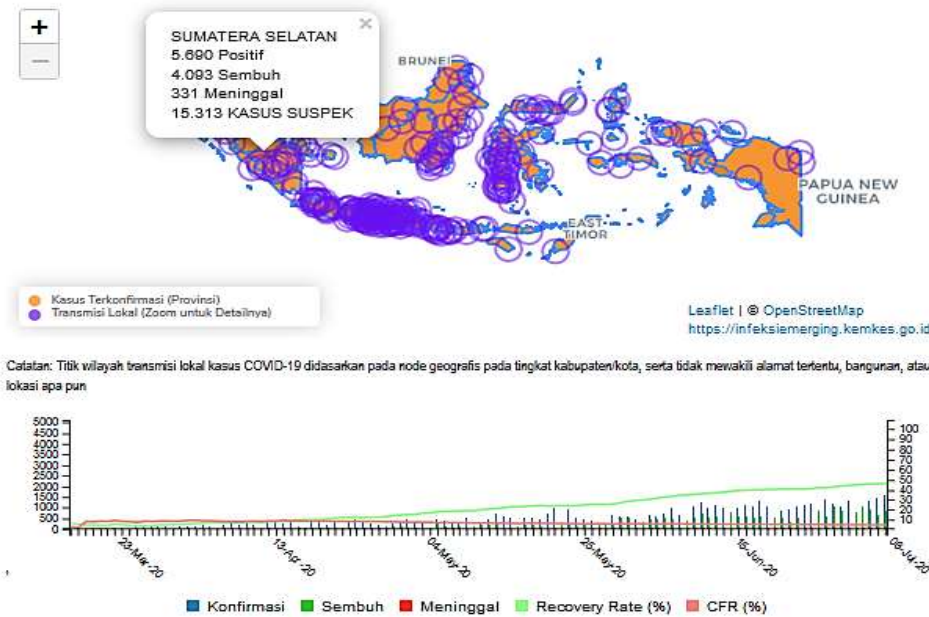 +
−
×
SUMATERA SELATAN
5.690 Positif
4.093 Sembuh
331 Meninggal
15.313 KASUS SUSPEK
BRUNEI
PAPUA NEW
GUINEA
EAST
TIMOR
Kasus Terkonfirmasi (Provinsi)
Transmisi Lokal (Zoom untuk Detailnya)
Leaflet | © OpenStreetMap
https://infeksiemerging.kemkes.go.id
Catatan: Titik wilayah transmisi lokal kasus COVID-19 didasarkan pada node geografis pada tingkat kabupaten/kota, serta tidak mewakili alamat tertentu, bangunan, atau
lokasi apa pun
5000
4500
4000
3500
3000
2500
2000
1500
1000
500
0
100
90
80
70
60
50
40
30
20
10
23-Mar-20
13-Apr-20
04-May-20
25-May-20
15-Jun-20
06-Jul-20
Konfirmasi
Sembuh
Meninggal
Recovery Rate (%)
CFR (%)